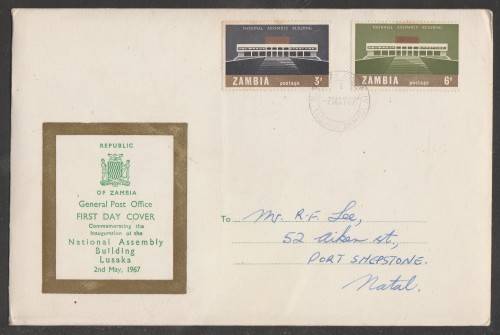 NATIONAL ASSEMBLY BUILDING
ZAMBIA postage 3d
NATIONAL ASSEMBLY BUILDING
ZAMBIA postage 6d
REPUBLIC
OF ZAMBIA
General Post Office
FIRST DAY COVER
Commemorating the
Inauguration of the
National Assembly
Building
Lusaka
2nd May, 1967
To Mr. R.F. Lee,
52 Aiken St.,
PORT SHEPSTONE.
Natal.